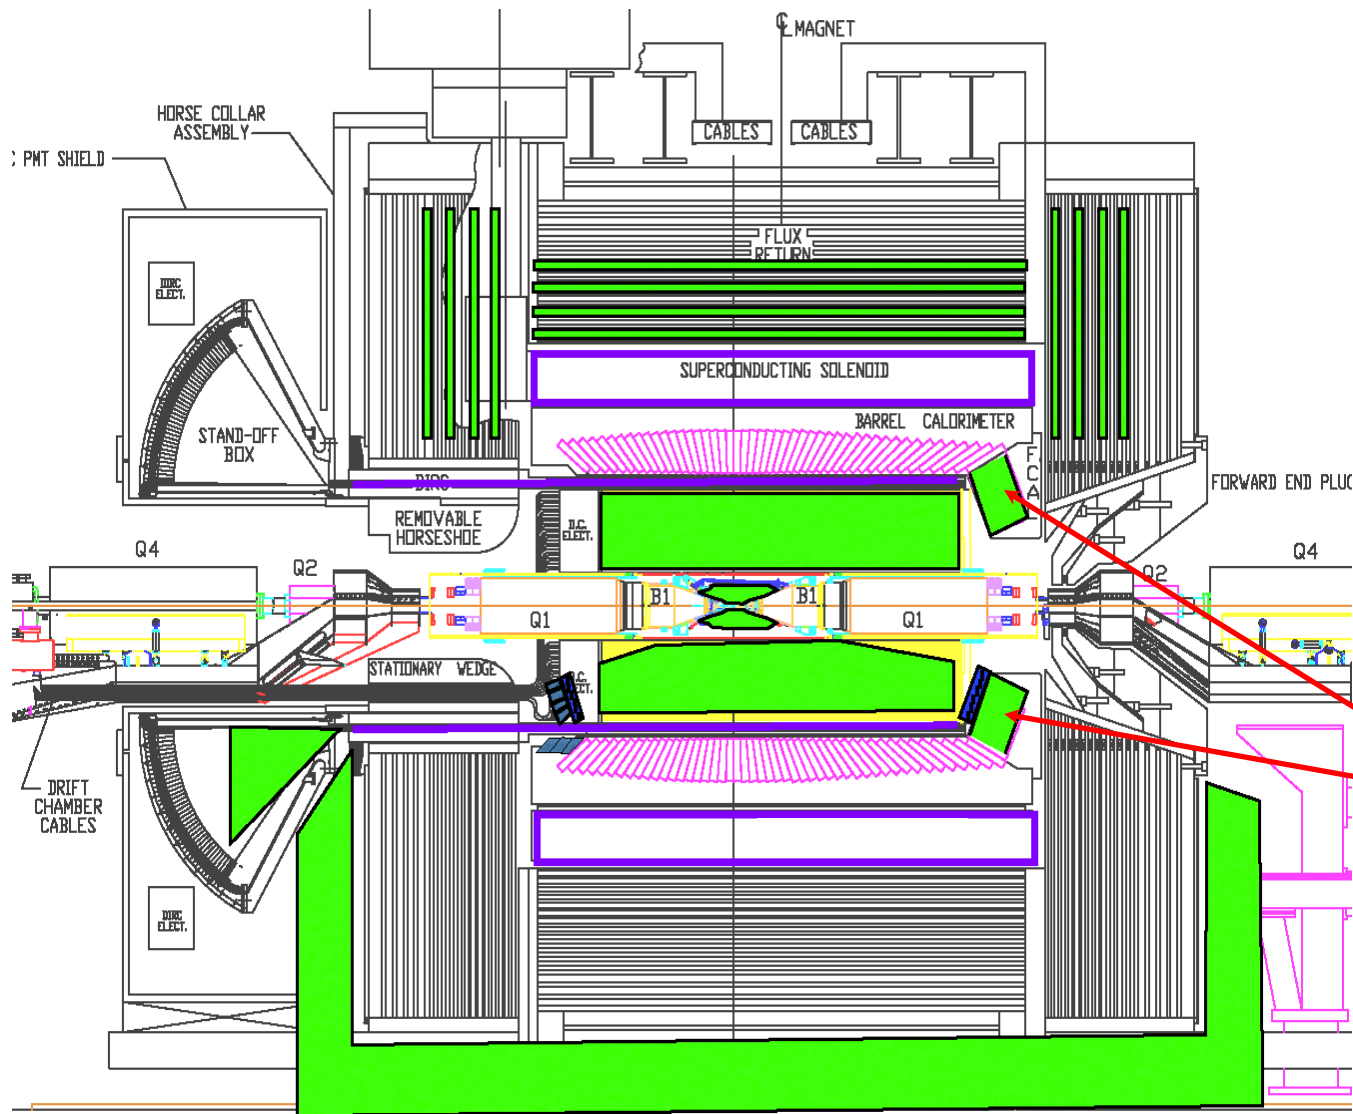 ℄ MAGNET
HORSE COLLAR
ASSEMBLY
CABLES
CABLES
PMT SHIELD
FLUX
RETURN
DIRC
ELECT.
SUPERCONDUCTING SOLENOID
BARREL CALORIMETER
STAND-OFF
BOX
F.
C
A
DIRC
FORWARD END PLUG
REMOVABLE
HORSESHOE
D.C.
ELECT.
Q4
Q2
Q2
Q4
B1
B1
Q1
Q1
STATIONARY WEDGE
DRIFT
CHAMBER
CABLES
DIRC
ELECT.